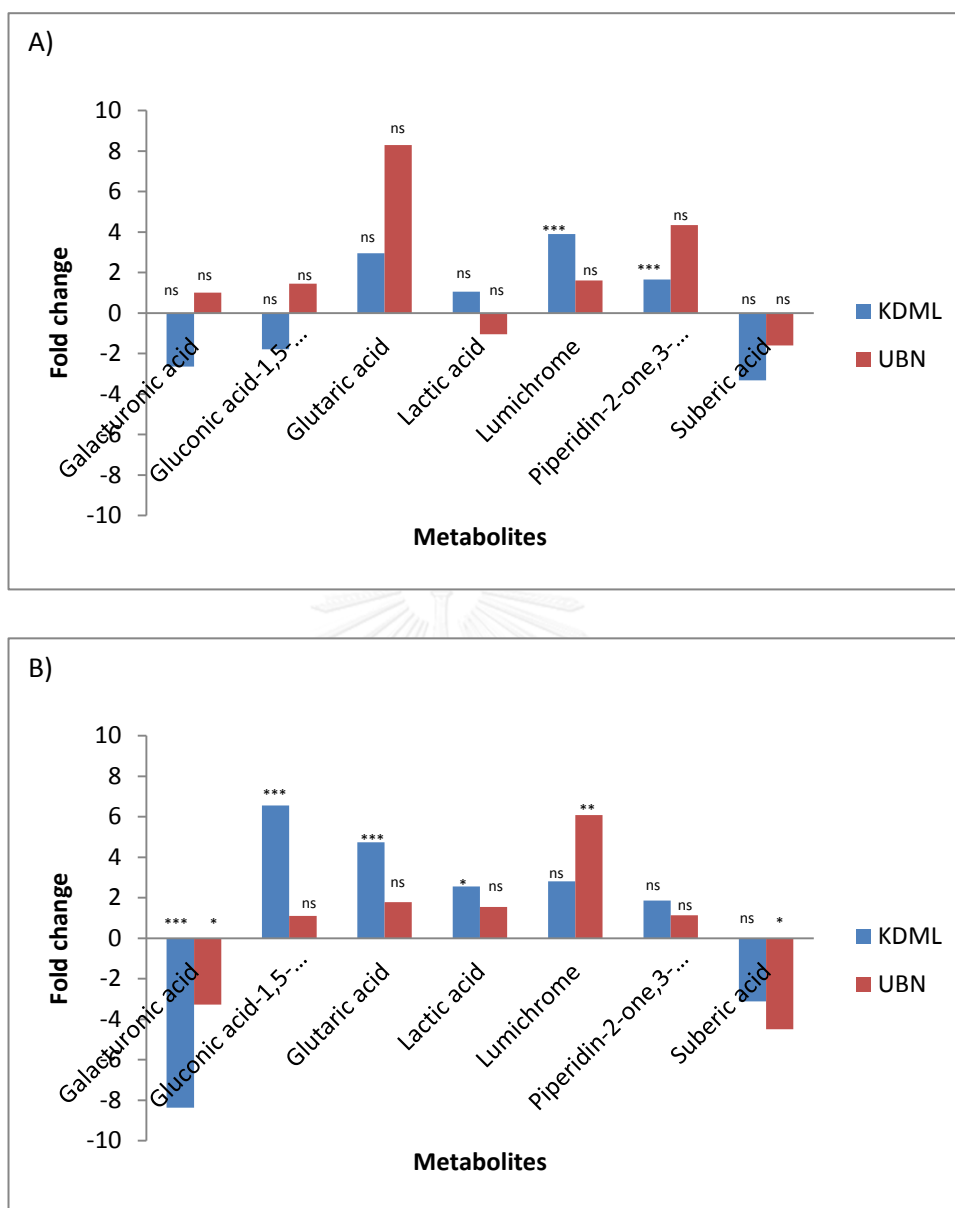 A)
10
8
6
4
2
0
-2
-4
-6
-8
-10
Fold change
ns ns
ns ns
ns ns
ns ns
*** ns
*** ns
ns ns
Galacturonic acid
Gluconic acid-1,5-...
Glutaric acid
Lactic acid
Lumichrome
Piperidin-2-one,3-...
Suberic acid
Metabolites
KDML
UBN
B)
10
8
6
4
2
0
-2
-4
-6
-8
-10
Fold change
*** *
*** ns
*** ns
* ns
ns **
ns ns
ns *
Galacturonic acid
Gluconic acid-1,5-...
Glutaric acid
Lactic acid
Lumichrome
Piperidin-2-one,3-...
Suberic acid
Metabolites
KDML
UBN